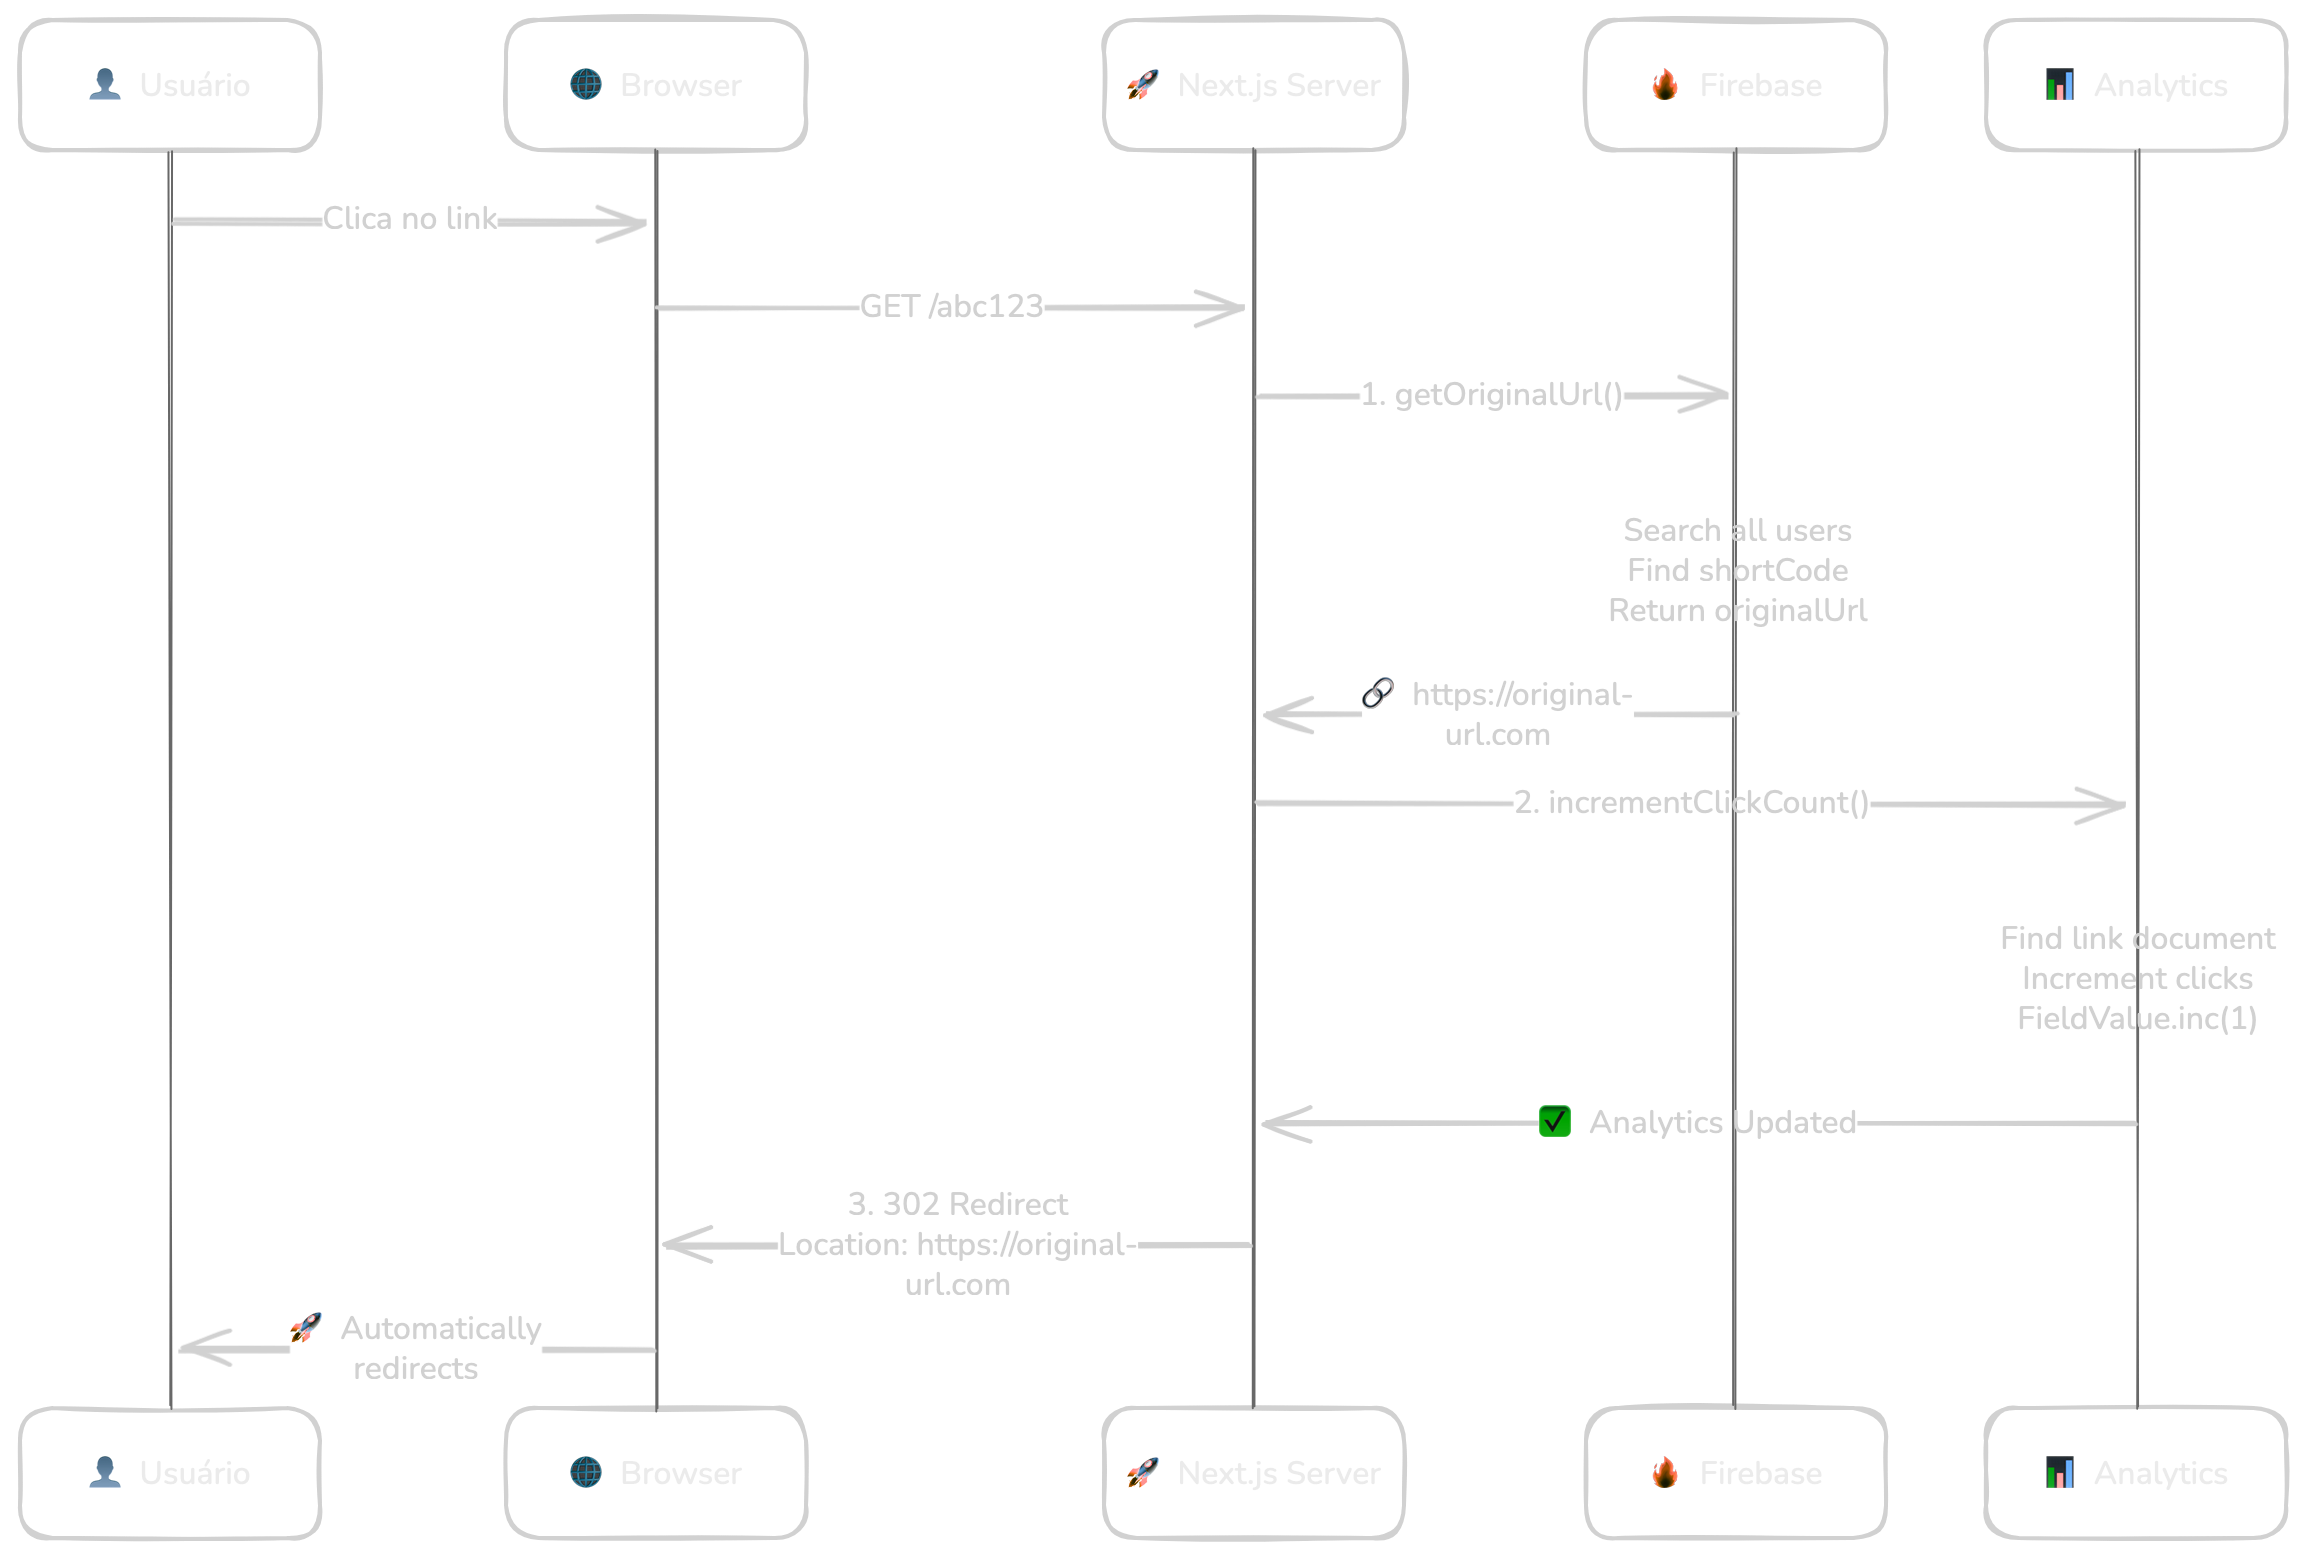 Usuário
Browser
Next.js Server
Firebase
Analytics
Clica no link
GET /abc123
1. getOriginalUrl()
Search all users
Find shortCode
Return originalUrl
https://original-
url.com
2. incrementClickCount()
Find link document
Increment clicks
FieldValue.inc(1)
Analytics Updated
3. 302 Redirect
Location: https://original-
url.com
Automatically
redirects
Usuário
Browser
Next.js Server
Firebase
Analytics